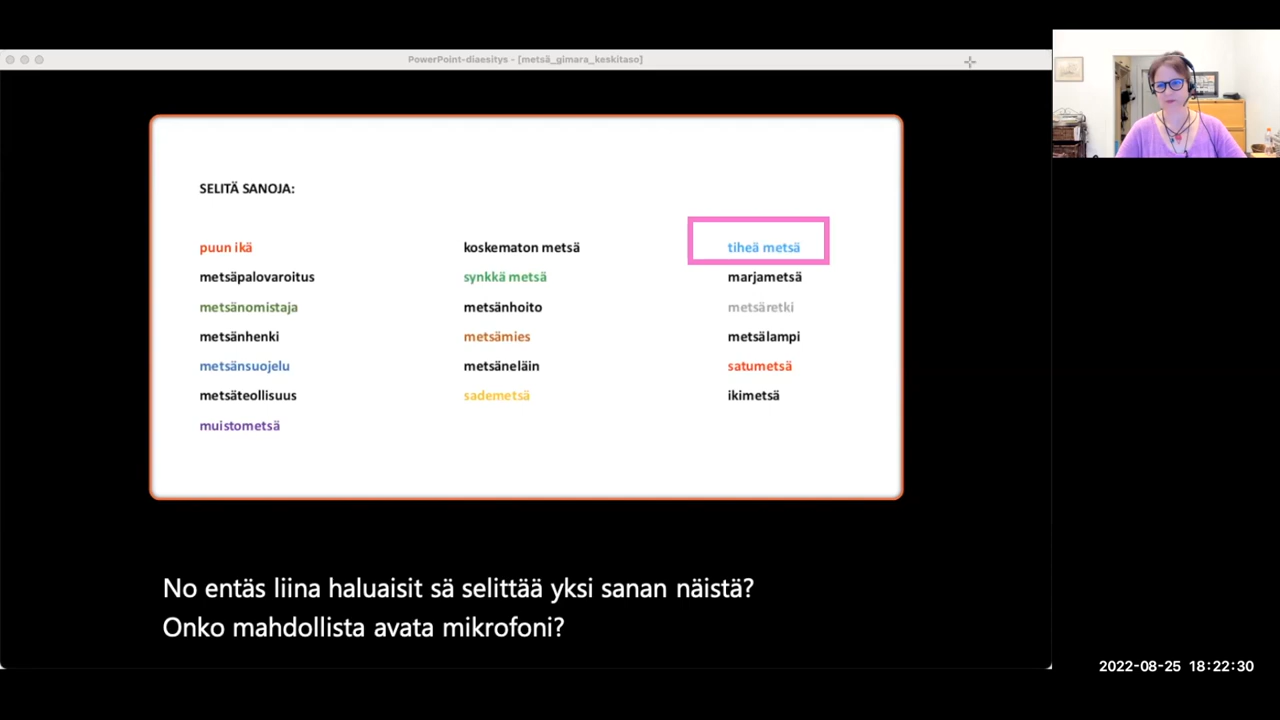 PowerPoint-diaesitys - [metsä_gimara_keskitaso]
SELITÄ SANOJA:
puun ikä
metsäpalovaroitus
metsänomistaja
metsänhenki
metsänsuojelu
metsäteollisuus
muistometsä
koskematon metsä
synkkä metsä
metsänhoito
metsämies
metsäneläin
sademetsä
tiheä metsä
marjametsä
metsäretki
metsälampi
satumetsä
ikimetsä
No entäs liina haluaisit sä selittää yksi sanan näistä?
Onko mahdollista avata mikrofoni?
2022-08-25 18:22:30